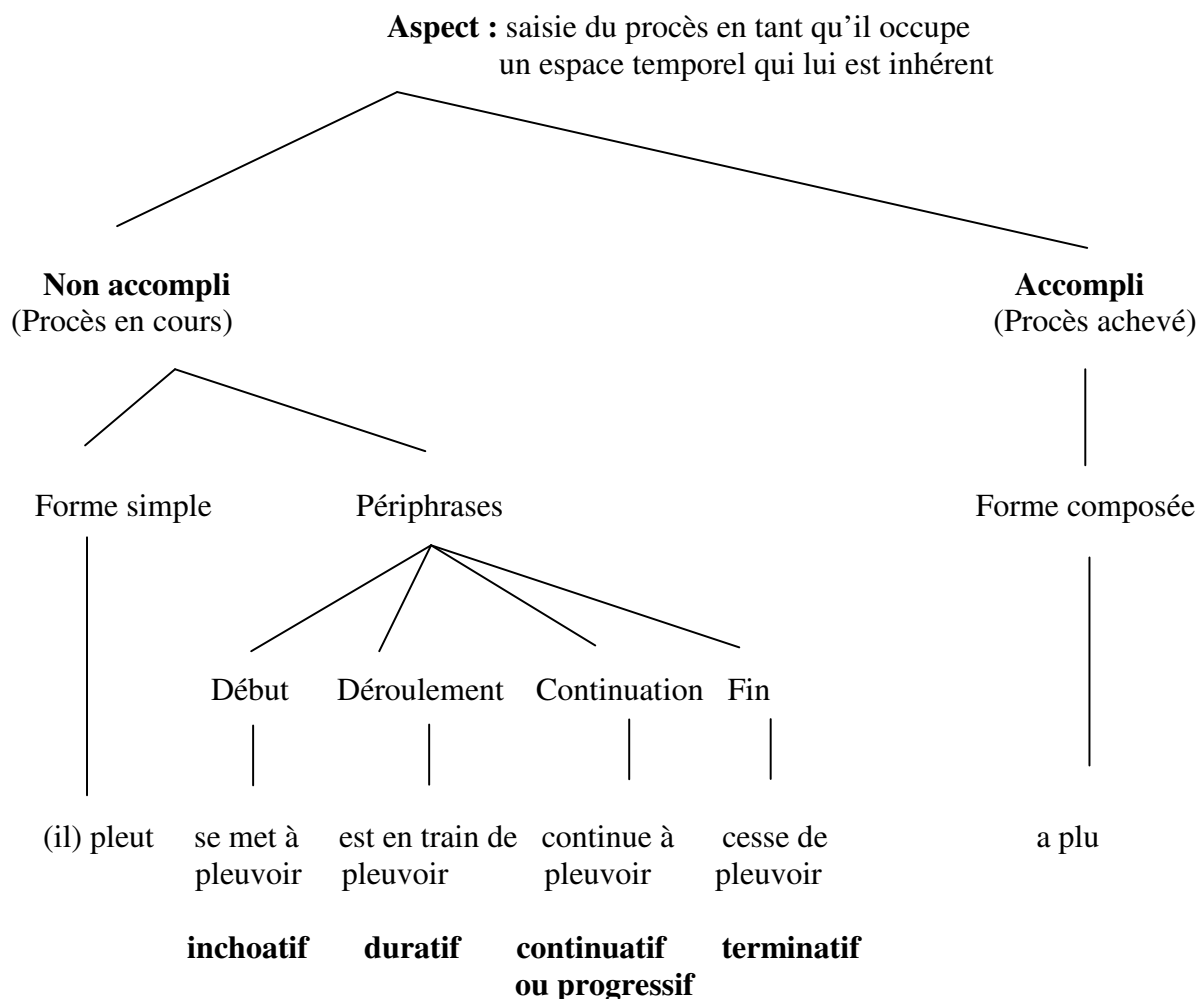 Aspect : saisie du procès en tant qu'il occupe
un espace temporel qui lui est inhérent
Non accompli
(Procès en cours)
Accompli
(Procès achevé)
Forme simple
Périphrases
Forme composée
Début
Déroulement
Continuation
Fin
(il) pleut
se met à
pleuvoir
est en train de
pleuvoir
continue à
pleuvoir
cesse de
pleuvoir
a plu
inchoatif
duratif
continuatif
ou progressif
terminatif